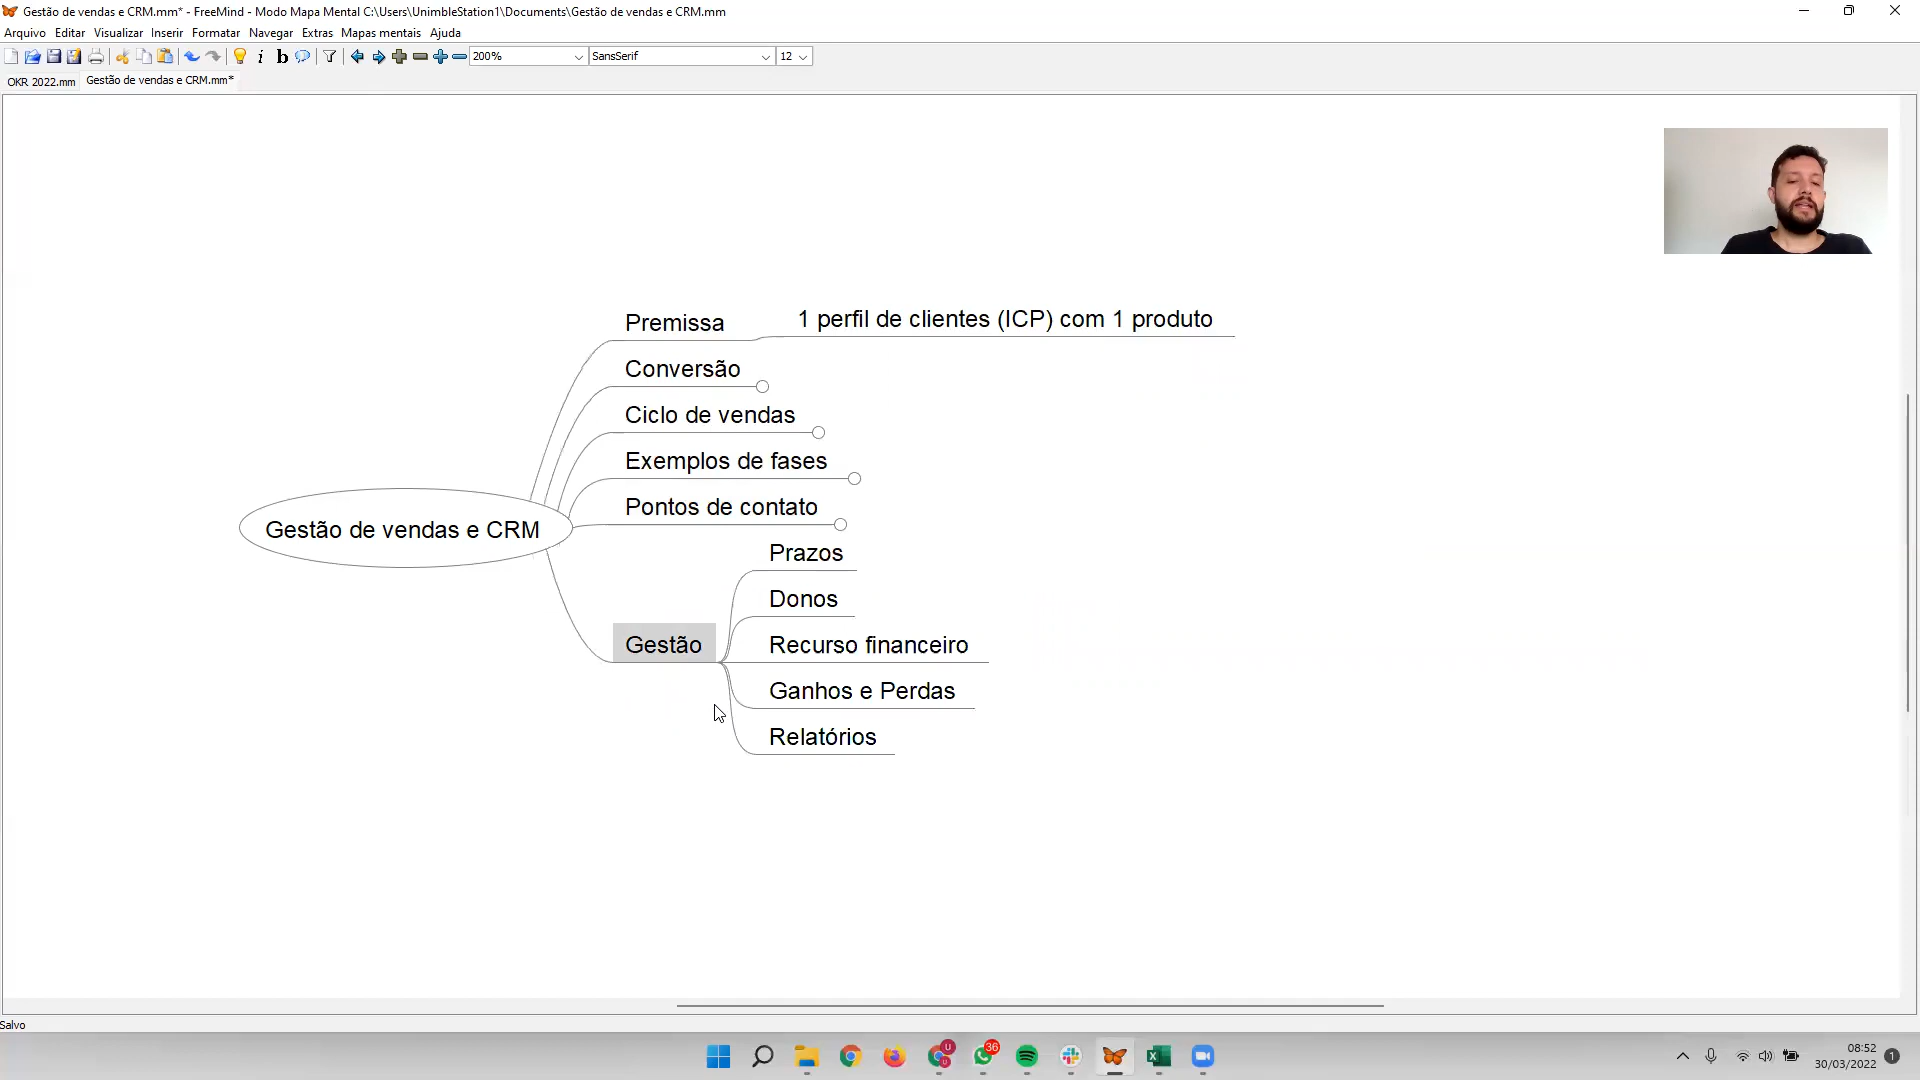 Gestão de vendas e CRM.mm* - FreeMind - Modo Mapa Mental C:\Users\UnimbleStation1\Documents\Gestão de vendas e CRM.mm
Arquivo Editar Visualizar Inserir Formatar Navegar Extras Mapas mentais Ajuda
i b 200% SansSerif 12
OKR 2022.mm Gestão de vendas e CRM.mm*
Premissa 1 perfil de clientes (ICP) com 1 produto
Conversão
Ciclo de vendas
Exemplos de fases
Pontos de contato
Gestão de vendas e CRM
Prazos
Donos
Gestão Recurso financeiro
Ganhos e Perdas
Relatórios
Salvo
U
U
36
08:52
30/03/2022
1